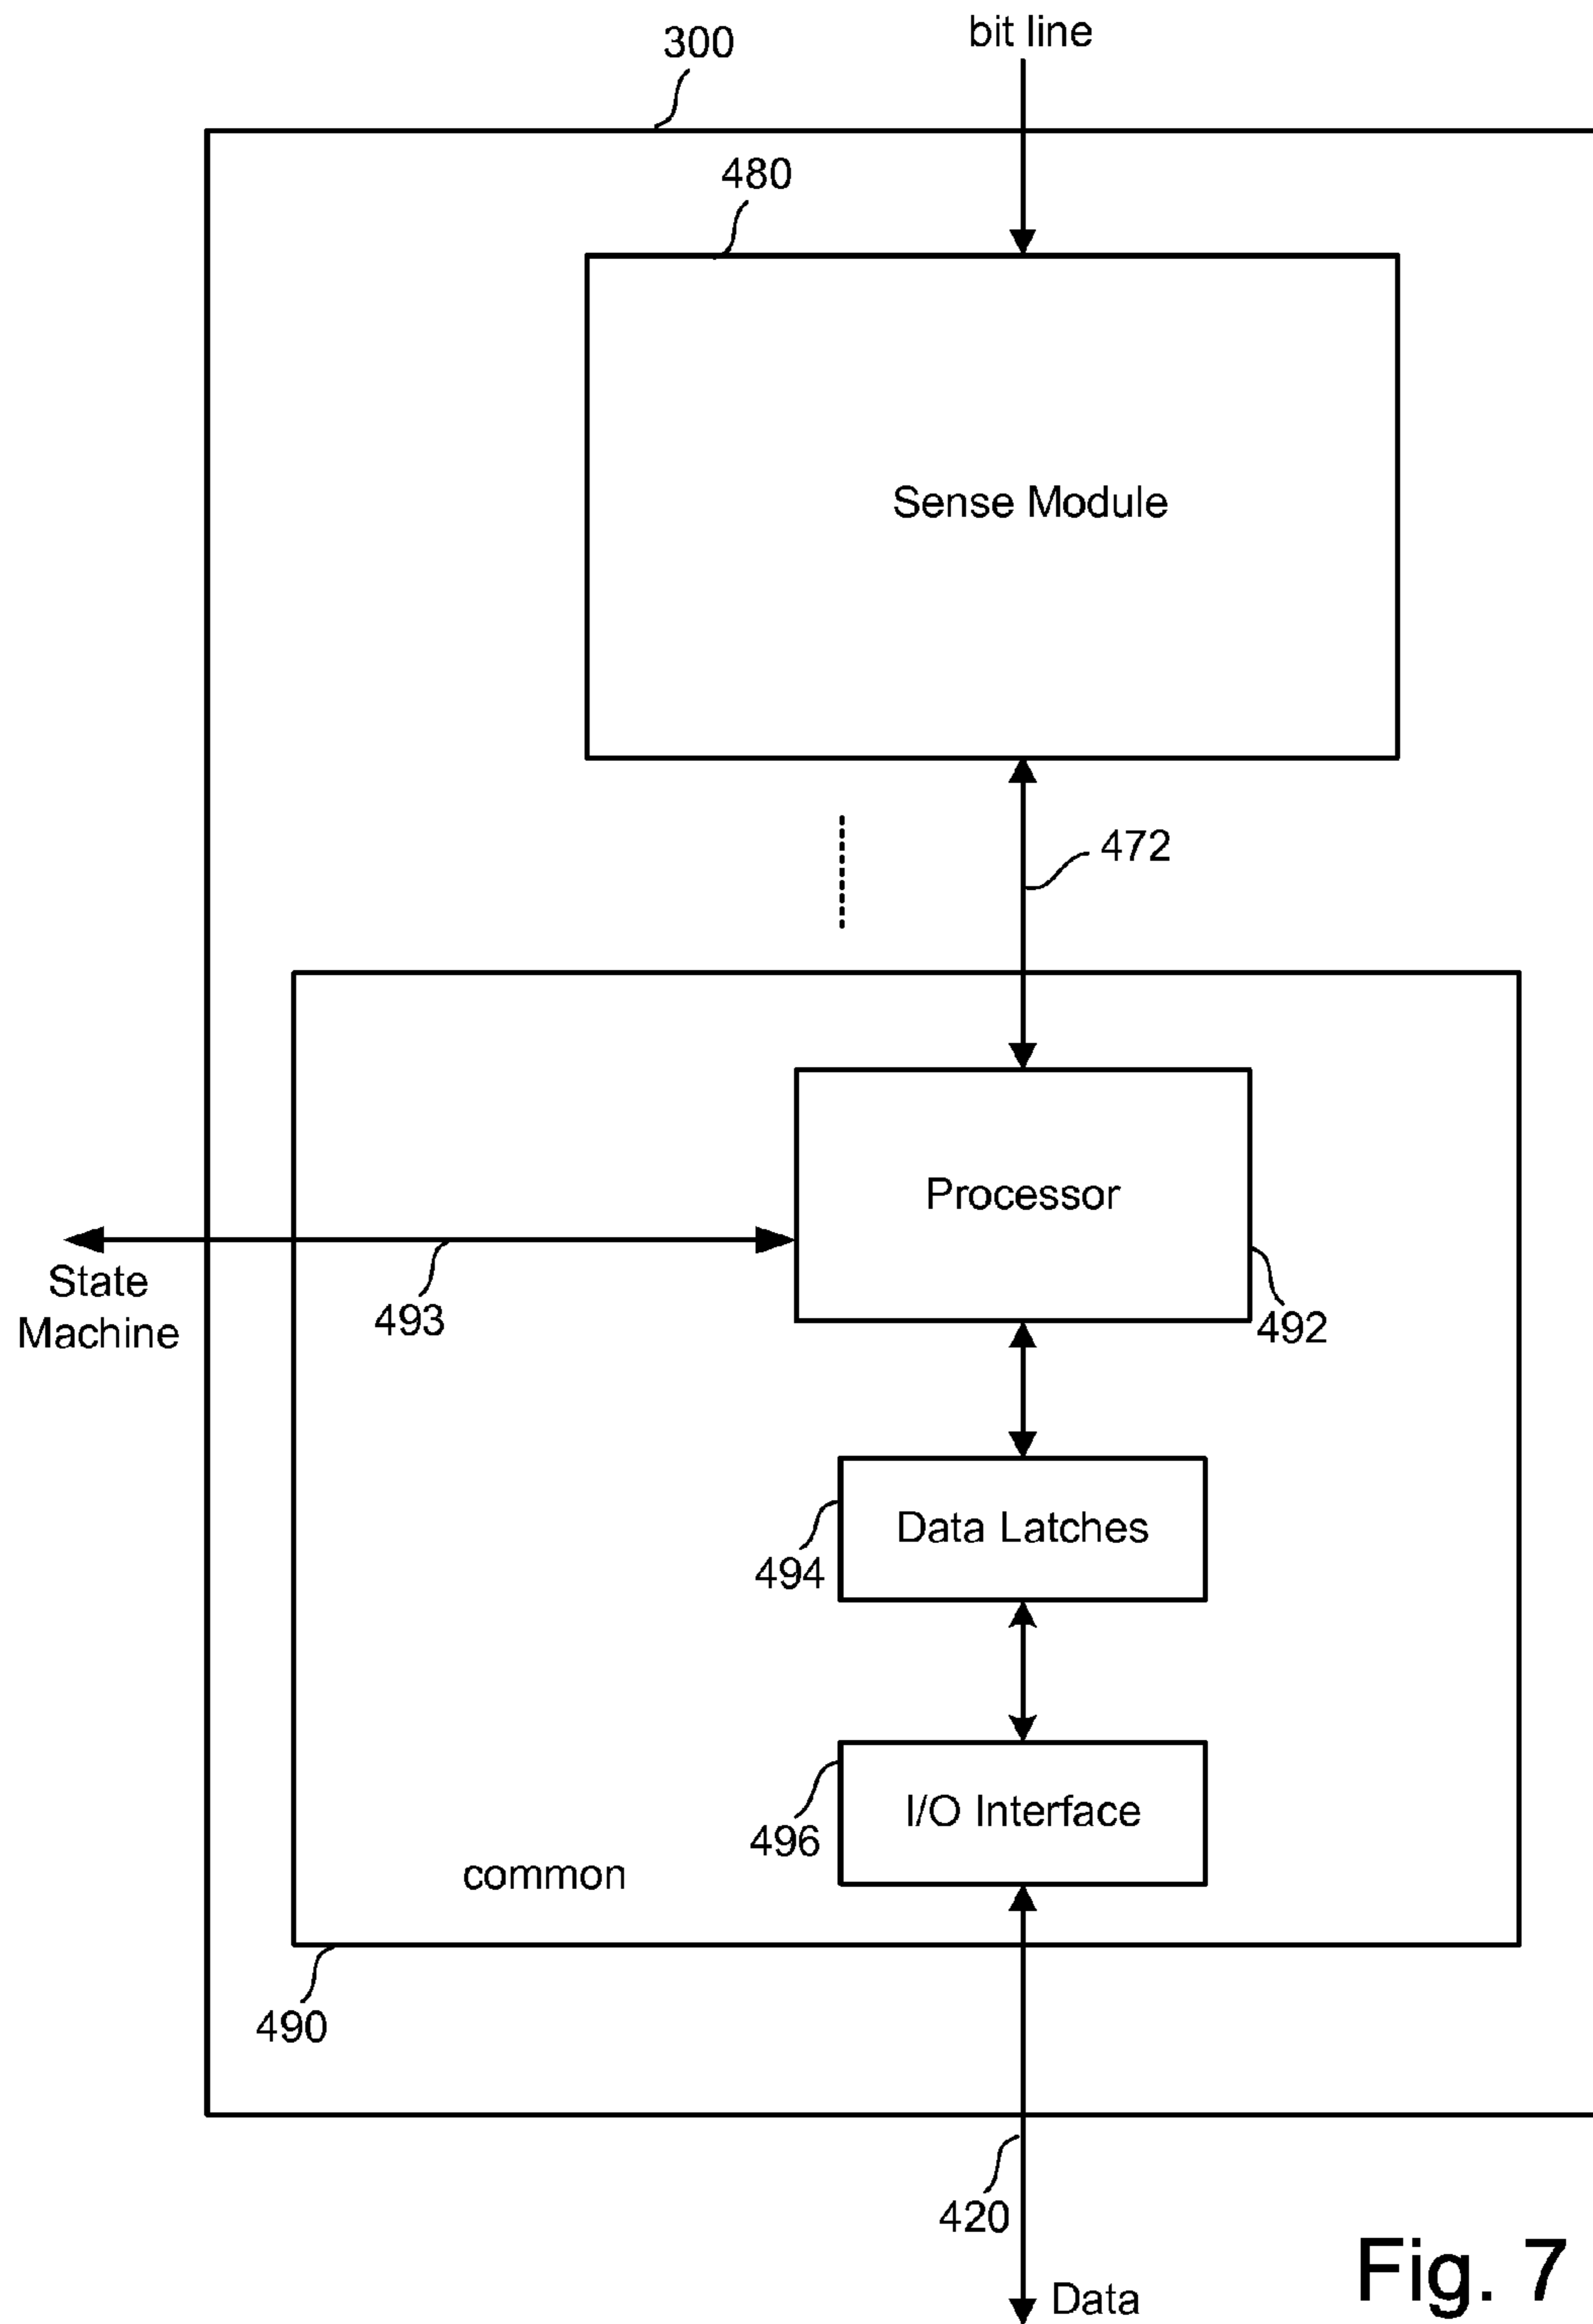 bit line
300
480
Sense Module
472
Processor
State
Machine
493
492
Data Latches
494
I/O Interface
496
common
490
420
Data
Fig. 7